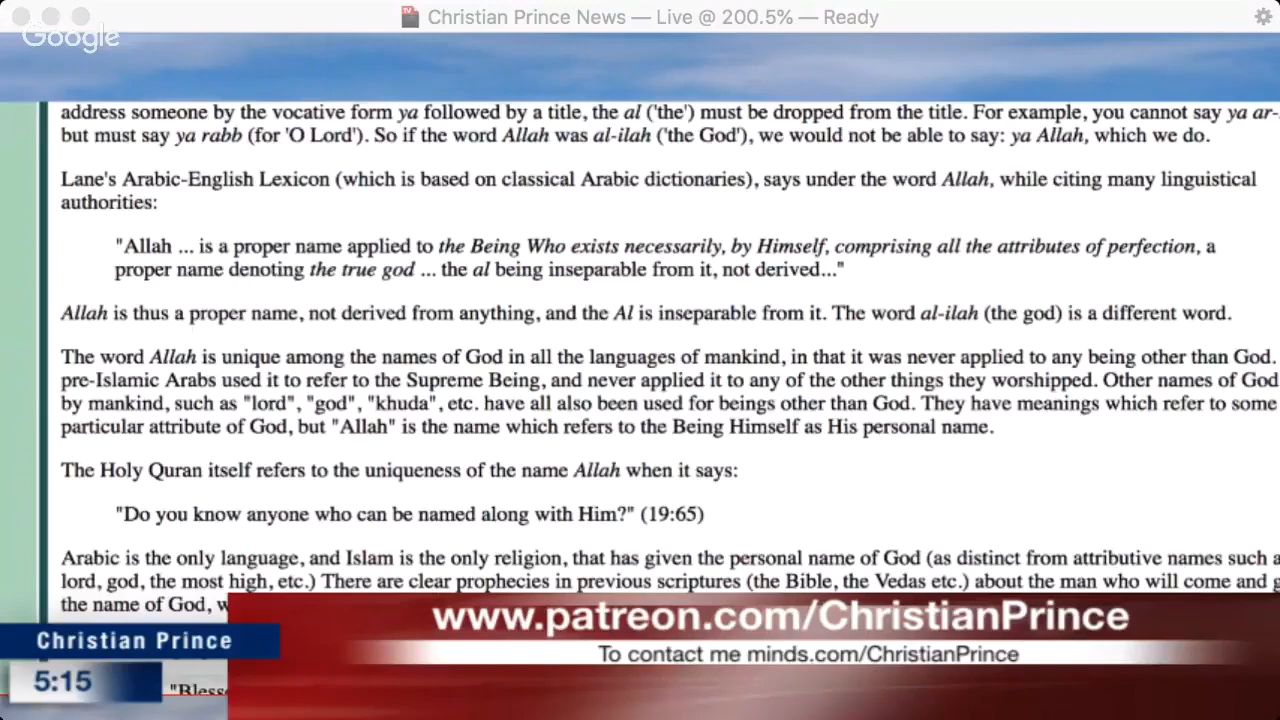 Christian Prince News — Live @ 200.5% — Ready
Google
address someone by the vocative form ya followed by a title, the al ('the') must be dropped from the title. For example, you cannot say ya ar-
but must say ya rabb (for 'O Lord'). So if the word Allah was al-ilah ('the God'), we would not be able to say: ya Allah, which we do.
Lane's Arabic-English Lexicon (which is based on classical Arabic dictionaries), says under the word Allah, while citing many linguistical
authorities:
"Allah ... is a proper name applied to the Being Who exists necessarily, by Himself, comprising all the attributes of perfection, a
proper name denoting the true god ... the al being inseparable from it, not derived..."
Allah is thus a proper name, not derived from anything, and the Al is inseparable from it. The word al-ilah (the god) is a different word.
The word Allah is unique among the names of God in all the languages of mankind, in that it was never applied to any being other than God.
pre-Islamic Arabs used it to refer to the Supreme Being, and never applied it to any of the other things they worshipped. Other names of God
by mankind, such as "lord", "god", "khuda", etc. have all also been used for beings other than God. They have meanings which refer to some
particular attribute of God, but "Allah" is the name which refers to the Being Himself as His personal name.
The Holy Quran itself refers to the uniqueness of the name Allah when it says:
"Do you know anyone who can be named along with Him?" (19:65)
Arabic is the only language, and Islam is the only religion, that has given the personal name of God (as distinct from attributive names such a
lord, god, the most high, etc.) There are clear prophecies in previous scriptures (the Bible, the Vedas etc.) about the man who will come and g
the name of God, w
www.patreon.com/ChristianPrince
Christian Prince
To contact me minds.com/ChristianPrince
5:15
"Blesse